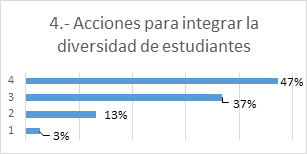 4.- Acciones para integrar la
diversidad de estudiantes
4 47%
3 37%
2 13%
1 3%